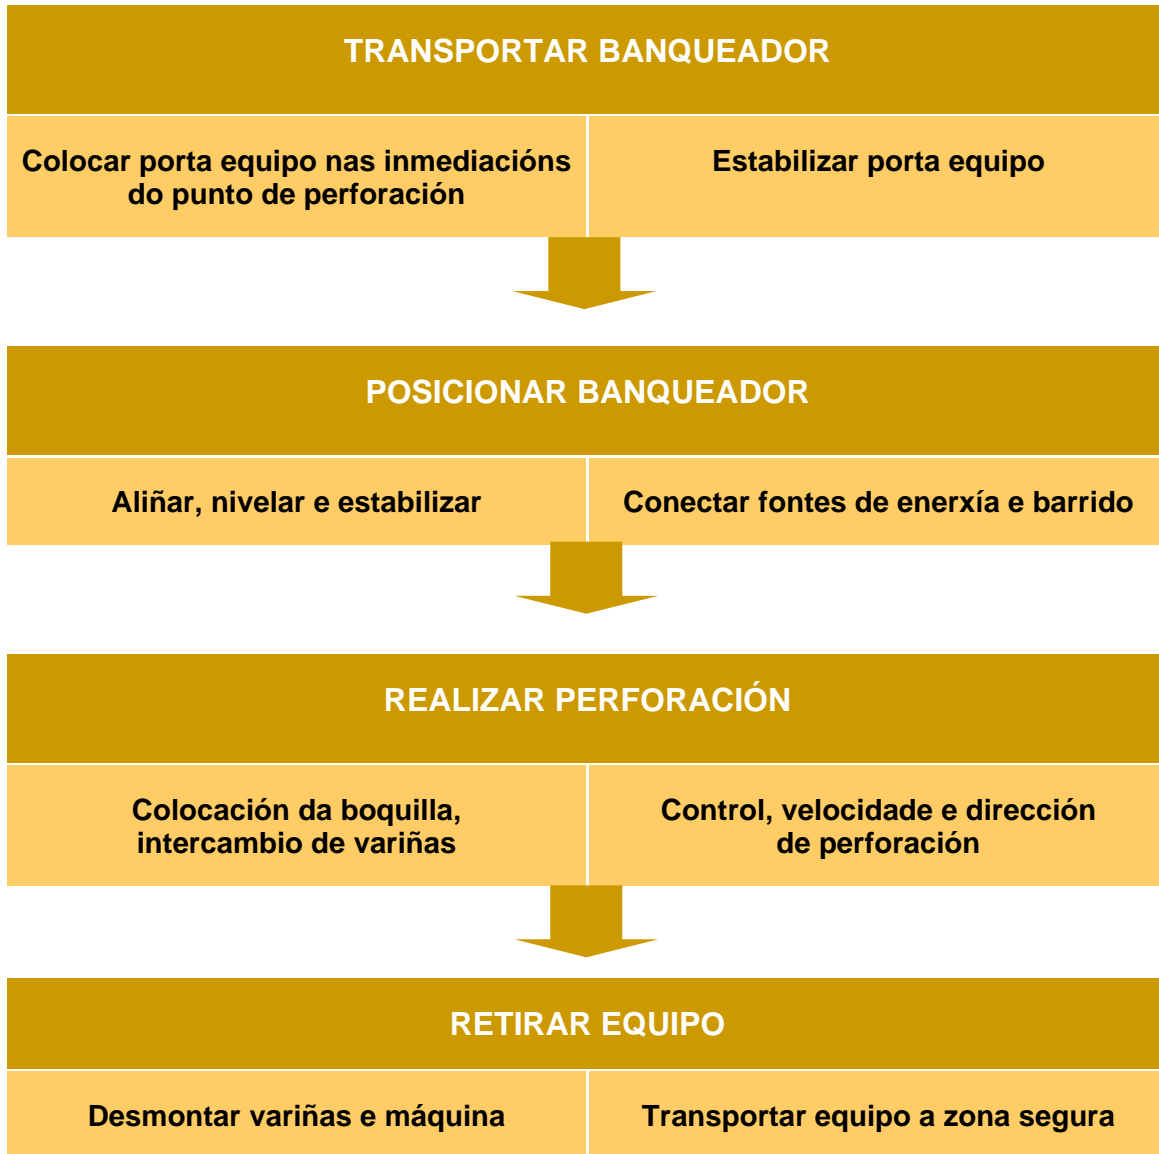 TRANSPORTAR BANQUEADOR
Colocar porta equipo nas inmediacións
do punto de perforación
Estabilizar porta equipo
POSICIONAR BANQUEADOR
Aliñar, nivelar e estabilizar
Conectar fontes de enerxía e barrido
REALIZAR PERFORACIÓN
Colocación da boquilla,
intercambio de variñas
Control, velocidade e dirección
de perforación
RETIRAR EQUIPO
Desmontar variñas e máquina
Transportar equipo a zona segura